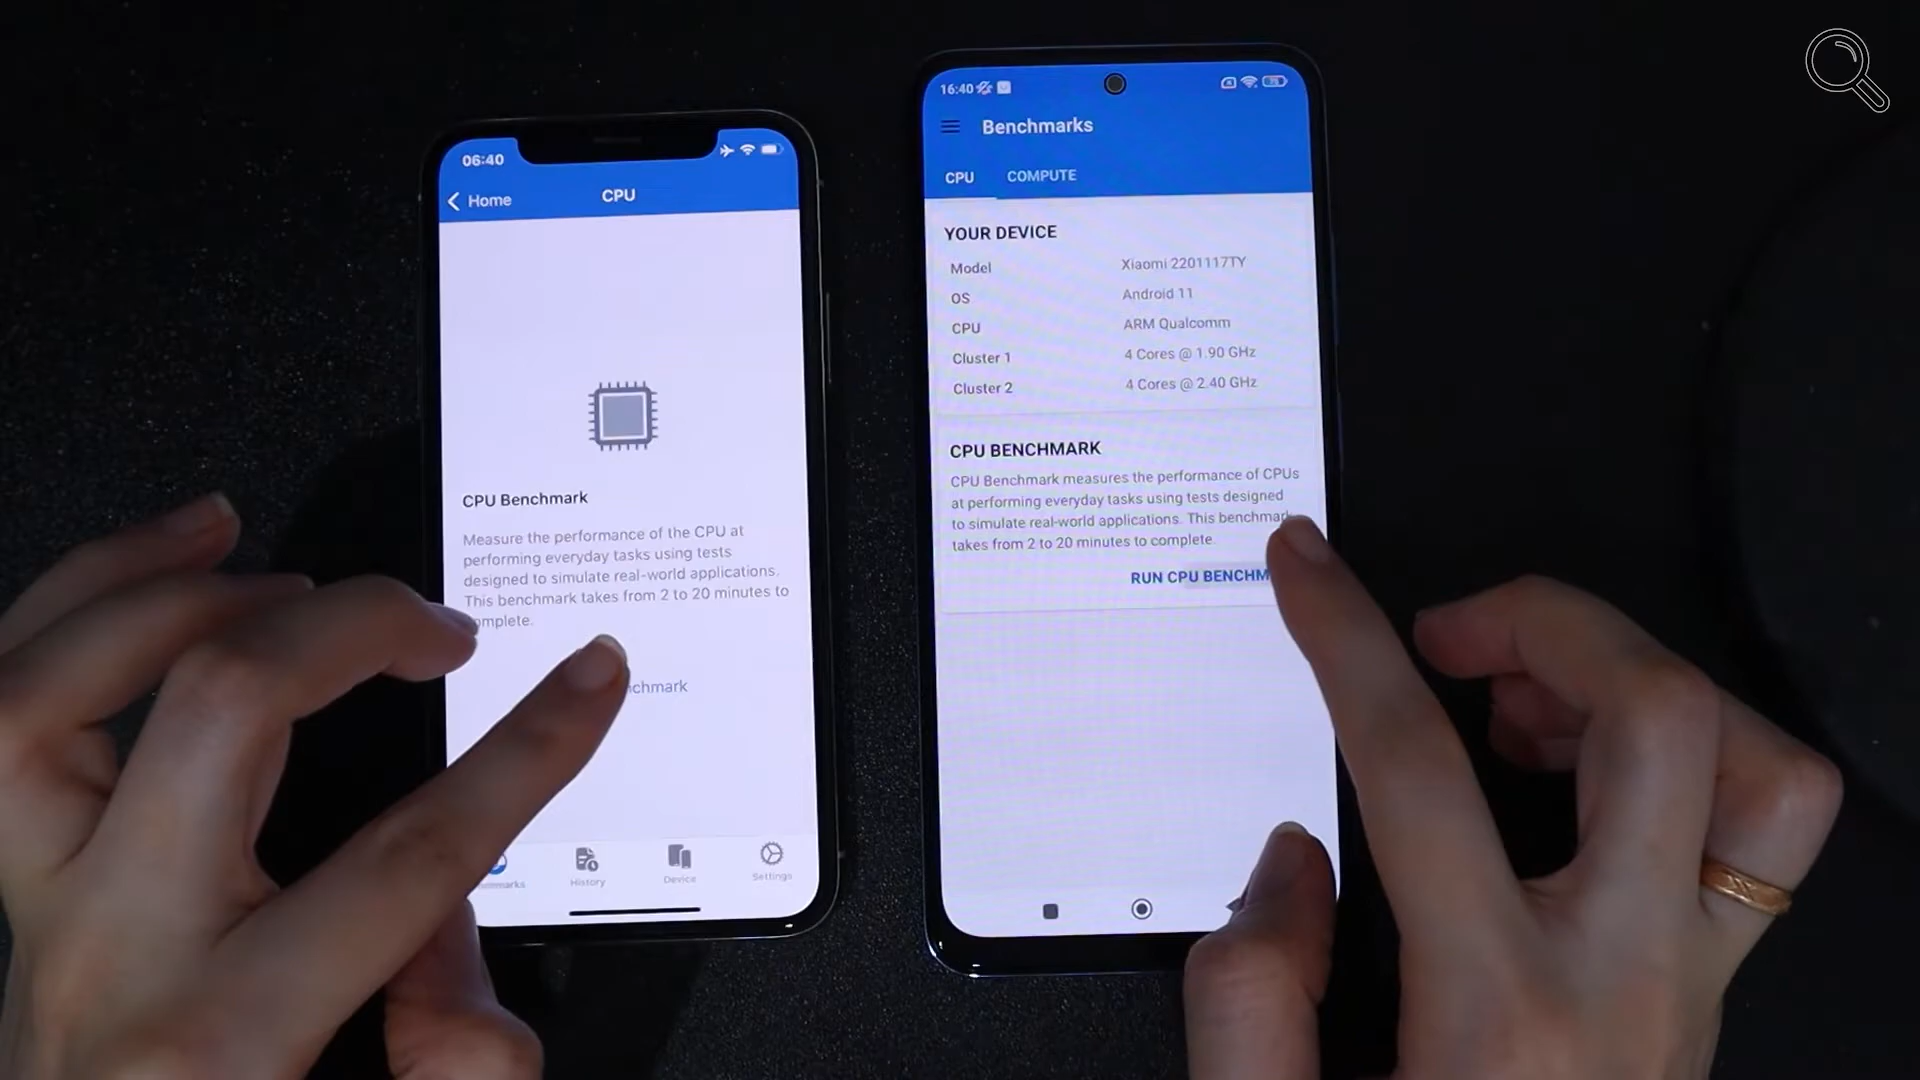 06:40
Home
CPU
CPU Benchmark
Measure the performance of the CPU at
performing everyday tasks using tests
designed to simulate real-world applications.
This benchmark takes from 2 to 20 minutes to
History
Device
Settings
16:40
Benchmarks
CPU COMPUTE
YOUR DEVICE
Model Xiaomi 2201117TY
OS Android 11
CPU ARM Qualcomm
Cluster 1 4 Cores @ 1.90 GHz
Cluster 2 4 Cores @ 2.40 GHz
CPU BENCHMARK
CPU Benchmark measures the performance of CPUs
at performing everyday tasks using tests designed
to simulate real-world applications. This benchmark
takes from 2 to 20 minutes to complete.
RUN CPU BENCHM